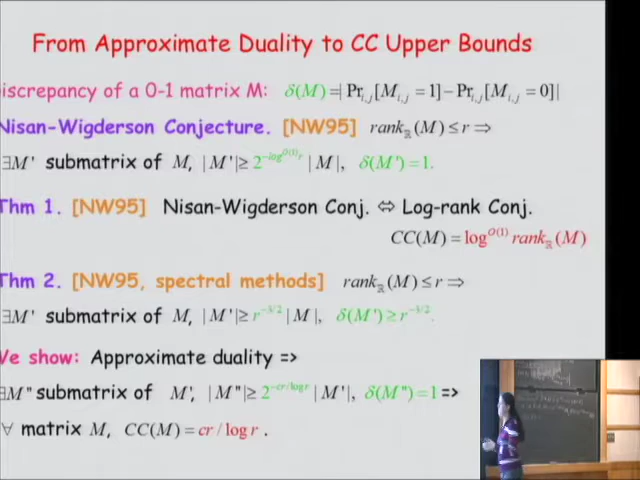 From Approximate Duality to CC Upper Bounds
iscrepancy of a 0-1 matrix M: δ(M) =| Pr_{i,j}[M_{i,j} = 1] − Pr_{i,j}[M_{i,j} = 0] |
Nisan-Wigderson Conjecture. [NW95] rank_ℝ(M) ≤ r ⇒
∃M' submatrix of M, | M' |≥ 2^{-log^{O(1)} r} | M |, δ(M') = 1.
Thm 1. [NW95] Nisan-Wigderson Conj. ⇔ Log-rank Conj.
CC(M) = log^{O(1)} rank_ℝ(M)
Thm 2. [NW95, spectral methods] rank_ℝ(M) ≤ r ⇒
∃M' submatrix of M, | M' |≥ r^{-3/2} | M |, δ(M') ≥ r^{-3/2}.
We show: Approximate duality =>
∃M'' submatrix of M', | M'' |≥ 2^{-cr/log r} | M' |, δ(M'') = 1 =>
∀ matrix M, CC(M) = cr / log r .